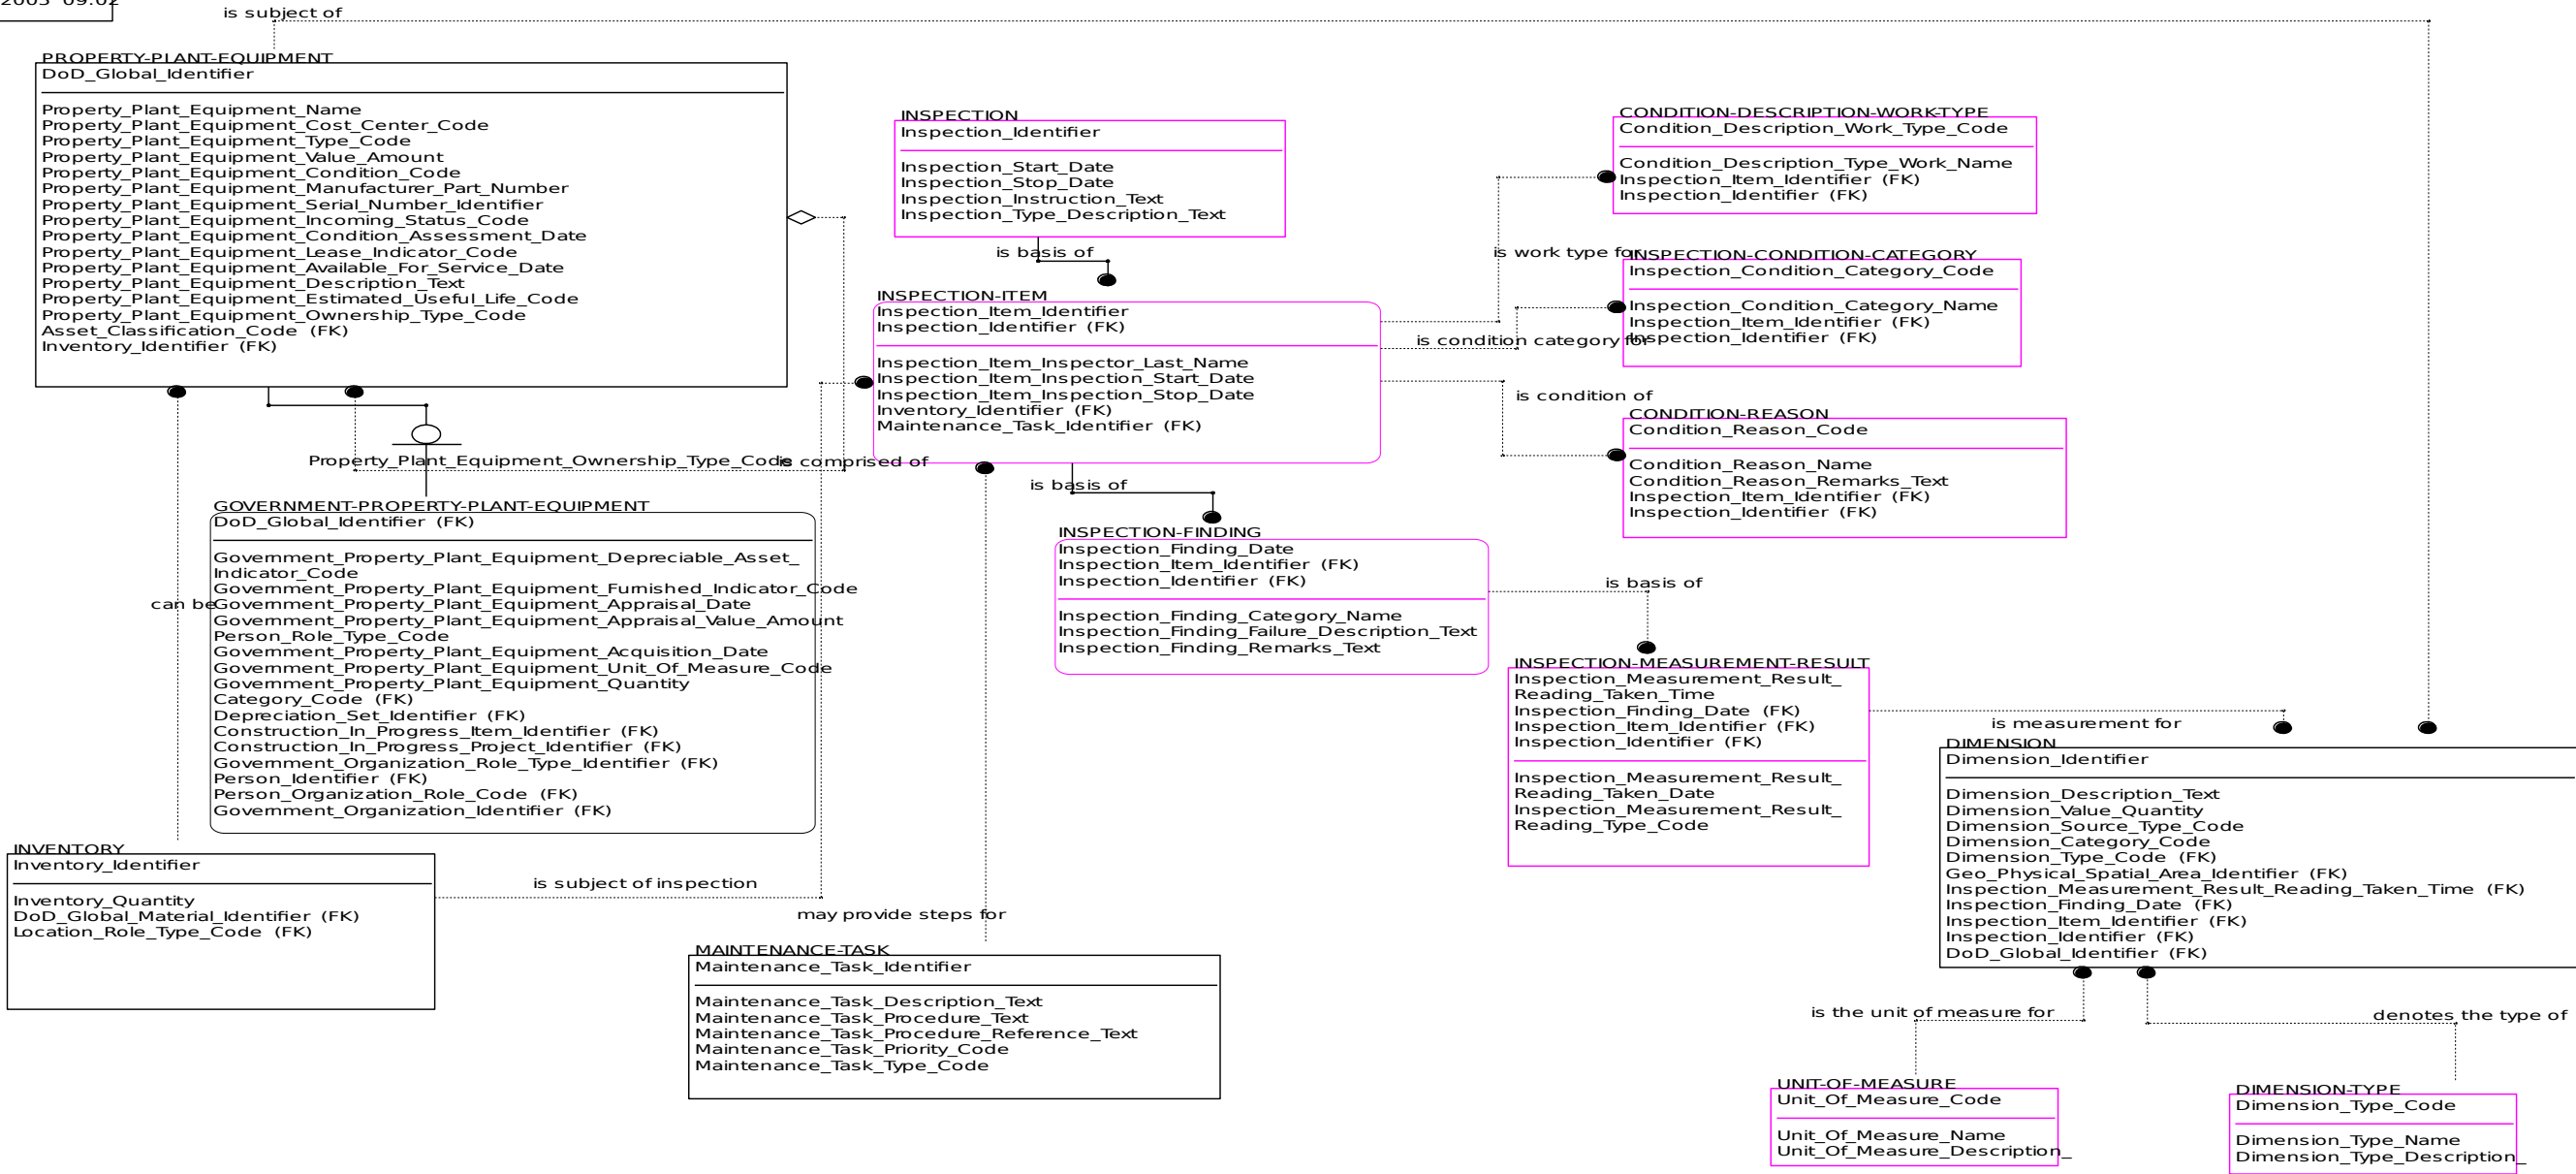 is subject of
PROPERTY-PLANT-EQUIPMENT
DoD_Global_Identifier
Property_Plant_Equipment_Name
Property_Plant_Equipment_Cost_Center_Code
Property_Plant_Equipment_Type_Code
Property_Plant_Equipment_Value_Amount
Property_Plant_Equipment_Condition_Code
Property_Plant_Equipment_Manufacturer_Part_Number
Property_Plant_Equipment_Serial_Number_Identifier
Property_Plant_Equipment_Incoming_Status_Code
Property_Plant_Equipment_Condition_Assessment_Date
Property_Plant_Equipment_Lease_Indicator_Code
Property_Plant_Equipment_Available_For_Service_Date
Property_Plant_Equipment_Description_Text
Property_Plant_Equipment_Estimated_Useful_Life_Code
Property_Plant_Equipment_Ownership_Type_Code
Asset_Classification_Code (FK)
Inventory_Identifier (FK)
Property_Plant_Equipment_Ownership_Type_Code
is comprised of
GOVERNMENT-PROPERTY-PLANT-EQUIPMENT
DoD_Global_Identifier (FK)
Government_Property_Plant_Equipment_Depreciable_Asset_
Indicator_Code
Government_Property_Plant_Equipment_Furnished_Indicator_Code
Government_Property_Plant_Equipment_Appraisal_Date
Government_Property_Plant_Equipment_Appraisal_Value_Amount
Person_Role_Type_Code
Government_Property_Plant_Equipment_Acquisition_Date
Government_Property_Plant_Equipment_Unit_Of_Measure_Code
Government_Property_Plant_Equipment_Quantity
Category_Code (FK)
Depreciation_Set_Identifier (FK)
Construction_In_Progress_Item_Identifier (FK)
Construction_In_Progress_Project_Identifier (FK)
Government_Organization_Role_Type_Identifier (FK)
Person_Identifier (FK)
Person_Organization_Role_Code (FK)
Government_Organization_Identifier (FK)
can be
INVENTORY
Inventory_Identifier
Inventory_Quantity
DoD_Global_Material_Identifier (FK)
Location_Role_Type_Code (FK)
is subject of inspection
may provide steps for
MAINTENANCE-TASK
Maintenance_Task_Identifier
Maintenance_Task_Description_Text
Maintenance_Task_Procedure_Text
Maintenance_Task_Procedure_Reference_Text
Maintenance_Task_Priority_Code
Maintenance_Task_Type_Code
INSPECTION
Inspection_Identifier
Inspection_Start_Date
Inspection_Stop_Date
Inspection_Instruction_Text
Inspection_Type_Description_Text
is basis of
INSPECTION-ITEM
Inspection_Item_Identifier
Inspection_Identifier (FK)
Inspection_Item_Inspector_Last_Name
Inspection_Item_Inspection_Start_Date
Inspection_Item_Inspection_Stop_Date
Inventory_Identifier (FK)
Maintenance_Task_Identifier (FK)
is basis of
INSPECTION-FINDING
Inspection_Finding_Date
Inspection_Item_Identifier (FK)
Inspection_Identifier (FK)
Inspection_Finding_Category_Name
Inspection_Finding_Failure_Description_Text
Inspection_Finding_Remarks_Text
CONDITION-DESCRIPTION-WORK-TYPE
Condition_Description_Work_Type_Code
Condition_Description_Type_Work_Name
Inspection_Item_Identifier (FK)
Inspection_Identifier (FK)
is work type for
INSPECTION-CONDITION-CATEGORY
Inspection_Condition_Category_Code
Inspection_Condition_Category_Name
Inspection_Item_Identifier (FK)
Inspection_Identifier (FK)
is condition category for
is condition of
CONDITION-REASON
Condition_Reason_Code
Condition_Reason_Name
Condition_Reason_Remarks_Text
Inspection_Item_Identifier (FK)
Inspection_Identifier (FK)
is basis of
INSPECTION-MEASUREMENT-RESULT
Inspection_Measurement_Result_
Reading_Taken_Time
Inspection_Finding_Date (FK)
Inspection_Item_Identifier (FK)
Inspection_Identifier (FK)
Inspection_Measurement_Result_
Reading_Taken_Date
Inspection_Measurement_Result_
Reading_Type_Code
is measurement for
DIMENSION
Dimension_Identifier
Dimension_Description_Text
Dimension_Value_Quantity
Dimension_Source_Type_Code
Dimension_Category_Code
Dimension_Type_Code (FK)
Geo_Physical_Spatial_Area_Identifier (FK)
Inspection_Measurement_Result_Reading_Taken_Time (FK)
Inspection_Finding_Date (FK)
Inspection_Item_Identifier (FK)
Inspection_Identifier (FK)
DoD_Global_Identifier (FK)
is the unit of measure for
denotes the type of
UNIT-OF-MEASURE
Unit_Of_Measure_Code
Unit_Of_Measure_Name
Unit_Of_Measure_Description_
DIMENSION-TYPE
Dimension_Type_Code
Dimension_Type_Name
Dimension_Type_Description_